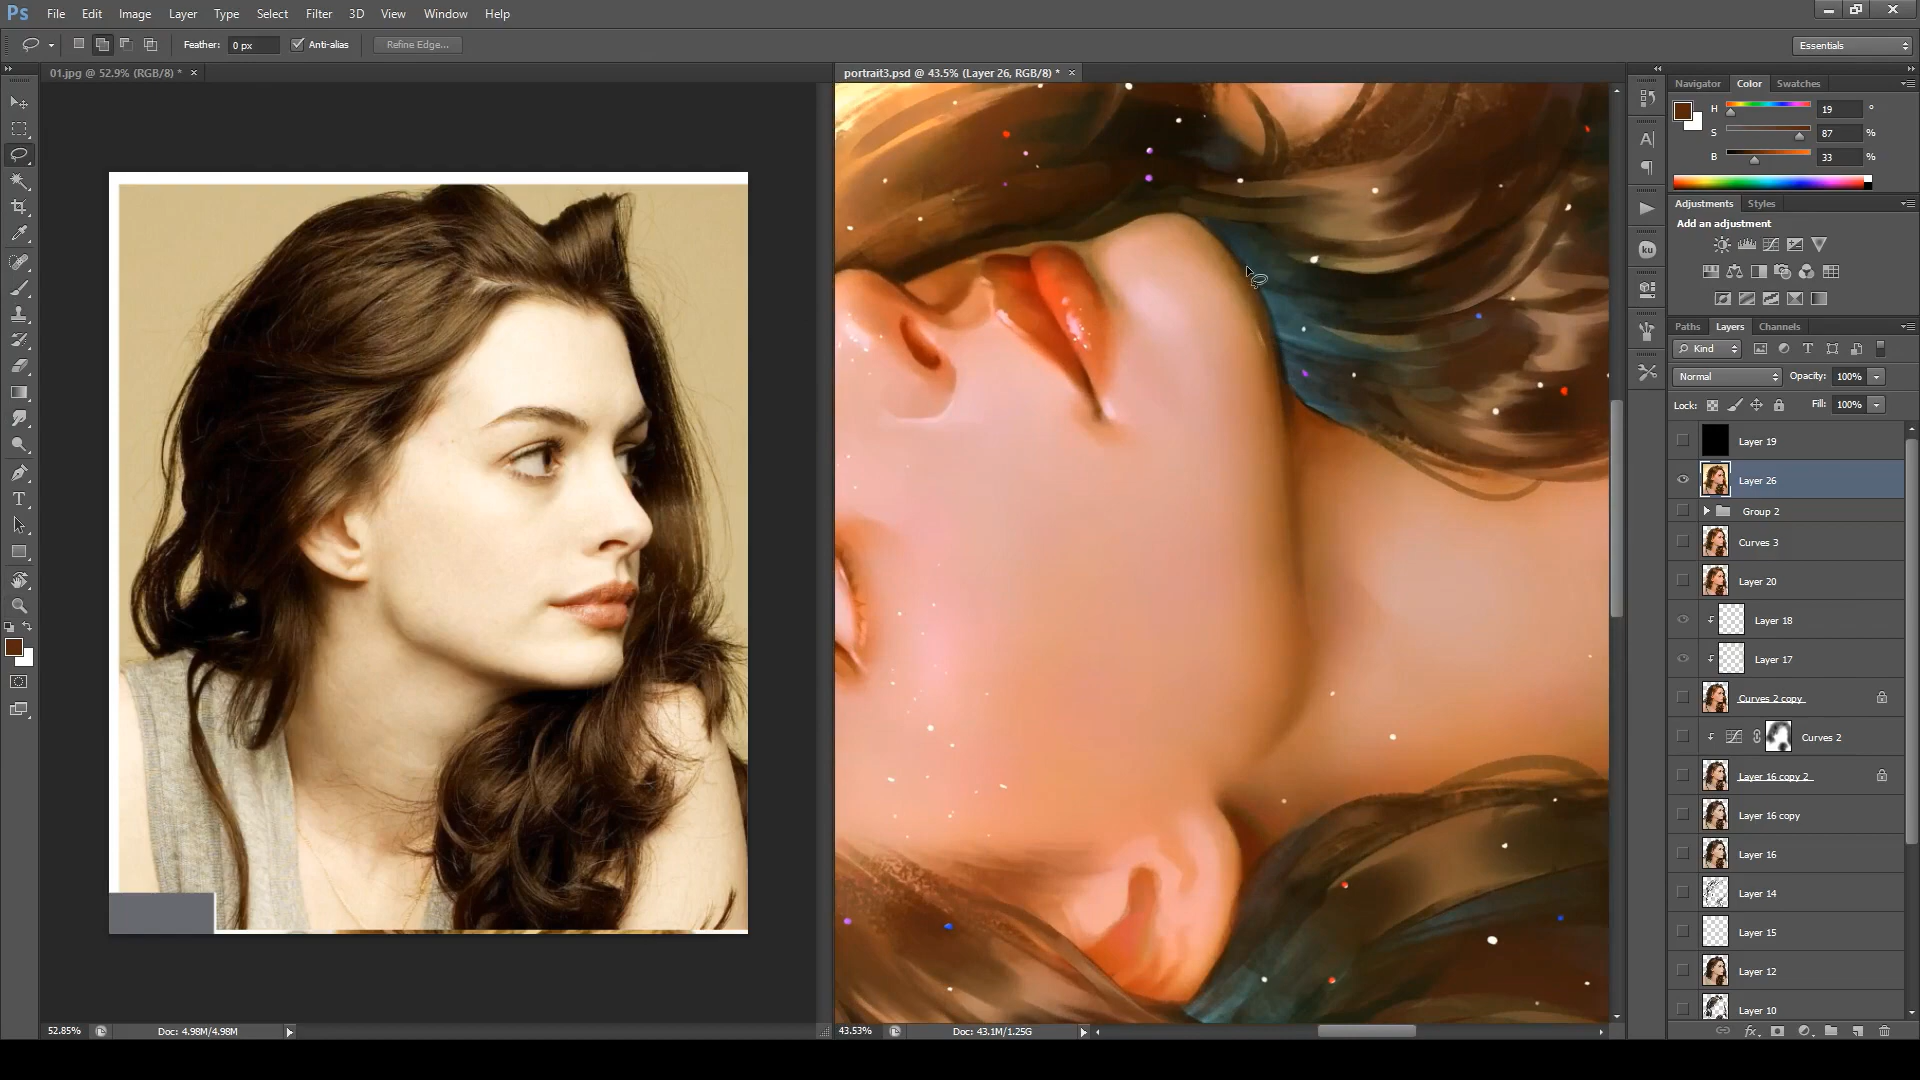 Ps File Edit Image Layer Type Select Filter 3D View Window Help
Feather: 0 px Anti-alias Refine Edge... Essentials
01.jpg @ 52.9% (RGB/8) * ×
portrait3.psd @ 43.5% (Layer 26, RGB/8) * ×
Navigator Color Swatches
H 19 °
S 87 %
B 33 %
Adjustments Styles
Add an adjustment
Paths Layers Channels
Kind
Normal Opacity: 100%
Lock: Fill: 100%
Layer 19
Layer 26
Group 2
Curves 3
Layer 20
Layer 18
Layer 17
Curves 2 copy
Curves 2
Layer 16 copy 2
Layer 16 copy
Layer 16
Layer 14
Layer 15
Layer 12
Layer 10
52.85% Doc: 4.98M/4.98M
43.53% Doc: 43.1M/1.25G